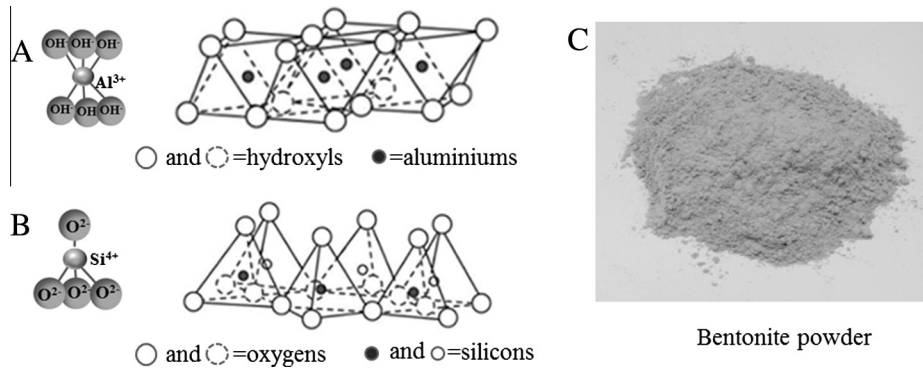 A
OH- OH- OH-
Al³⁺
OH- OH OH-
and =hydroxyls =aluminiums
B
O²⁻
Si⁴⁺
O²⁻ O²⁻ O²⁻
and =oxygens and =silicons
C
Bentonite powder